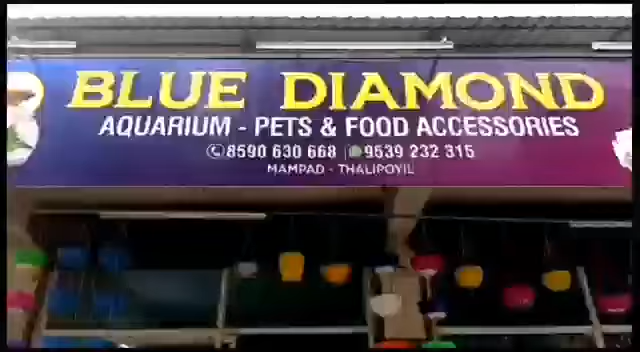 BLUE DIAMOND
AQUARIUM - PETS & FOOD ACCESSORIES
8590 630 668 | 9539 232 315
MAMPAD - THALIPOYIL